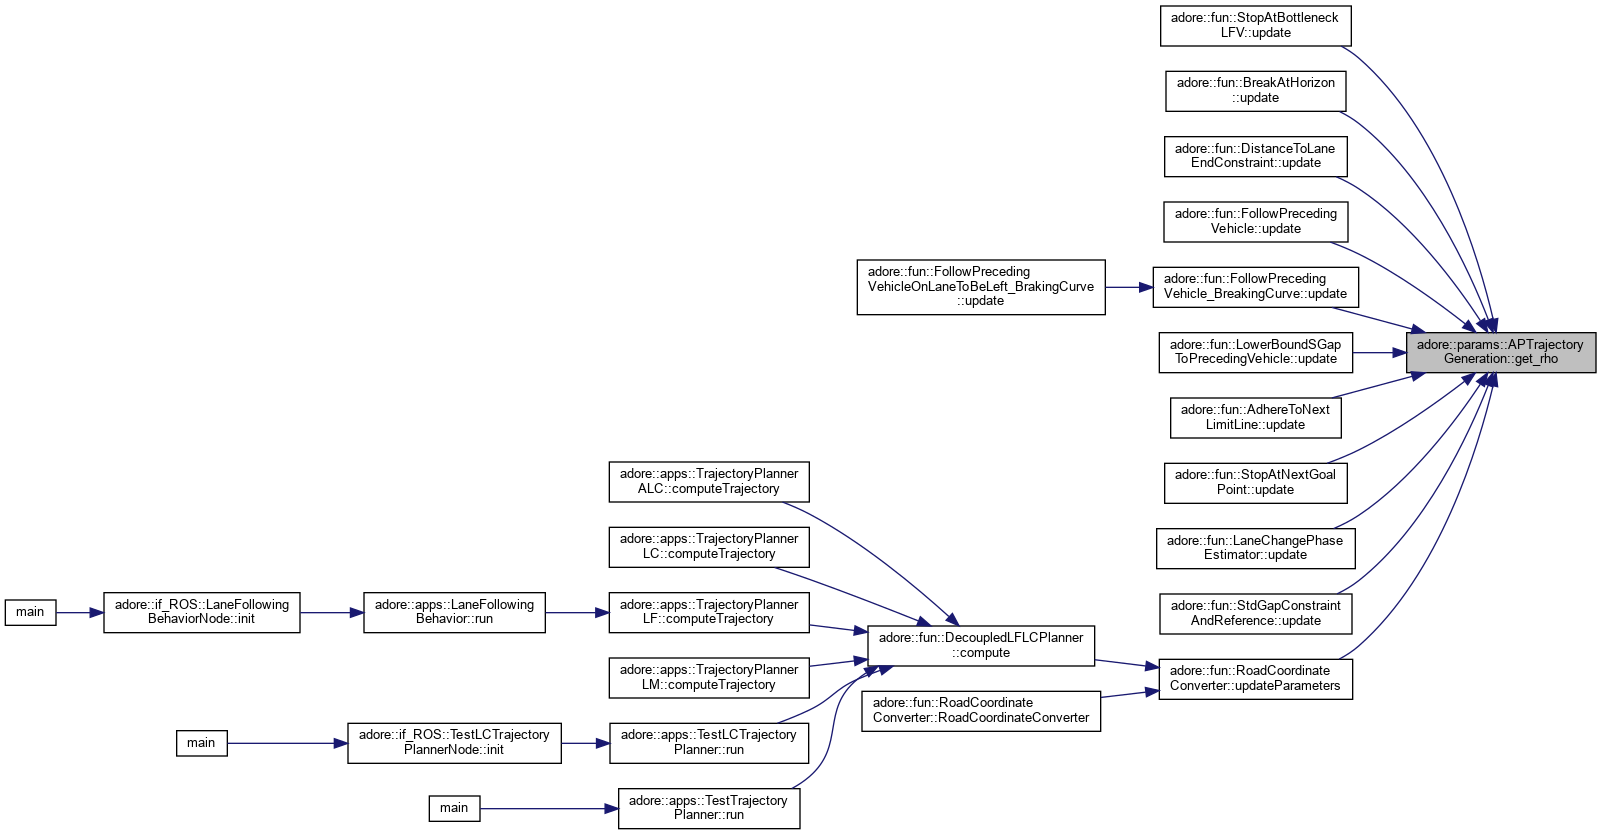 adore::fun::StopAtBottleneck
LFV::update
adore::fun::BreakAtHorizon
::update
adore::fun::DistanceToLane
EndConstraint::update
adore::fun::FollowPreceding
Vehicle::update
adore::fun::FollowPreceding
VehicleOnLaneToBeLeft_BrakingCurve
::update
adore::fun::FollowPreceding
Vehicle_BreakingCurve::update
adore::fun::LowerBoundSGap
ToPrecedingVehicle::update
adore::params::APTrajectory
Generation::get_rho
adore::fun::AdhereToNext
LimitLine::update
adore::fun::StopAtNextGoal
Point::update
adore::fun::LaneChangePhase
Estimator::update
adore::fun::StdGapConstraint
AndReference::update
adore::fun::RoadCoordinate
Converter::updateParameters
adore::apps::TrajectoryPlanner
ALC::computeTrajectory
adore::apps::TrajectoryPlanner
LC::computeTrajectory
main
adore::if_ROS::LaneFollowing
BehaviorNode::init
adore::apps::LaneFollowing
Behavior::run
adore::apps::TrajectoryPlanner
LF::computeTrajectory
adore::fun::DecoupledLFLCPlanner
::compute
adore::apps::TrajectoryPlanner
LM::computeTrajectory
adore::fun::RoadCoordinate
Converter::RoadCoordinateConverter
main
adore::if_ROS::TestLCTrajectory
PlannerNode::init
adore::apps::TestLCTrajectory
Planner::run
main
adore::apps::TestTrajectory
Planner::run